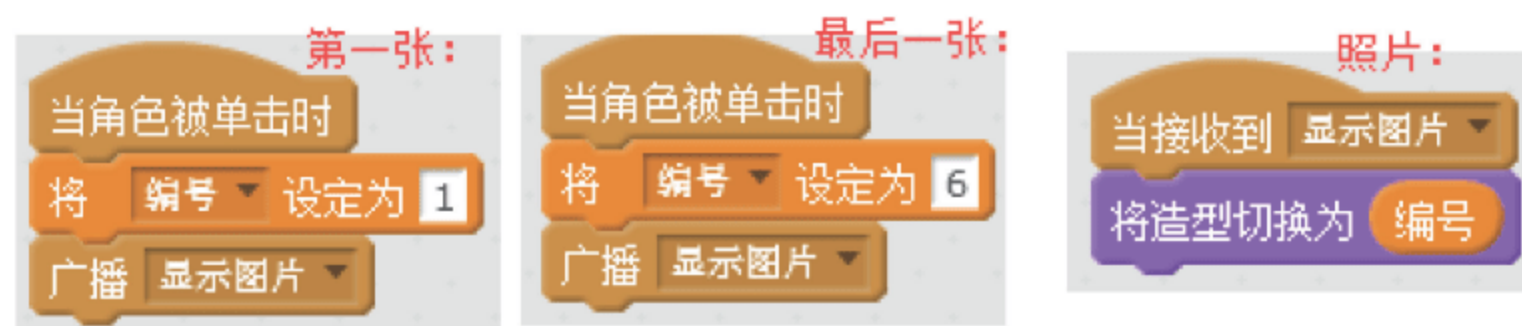 第一张：
当角色被单击时
将 编号 设定为 1
广播 显示图片
最后一张：
当角色被单击时
将 编号 设定为 6
广播 显示图片
照片：
当接收到 显示图片
将造型切换为 编号